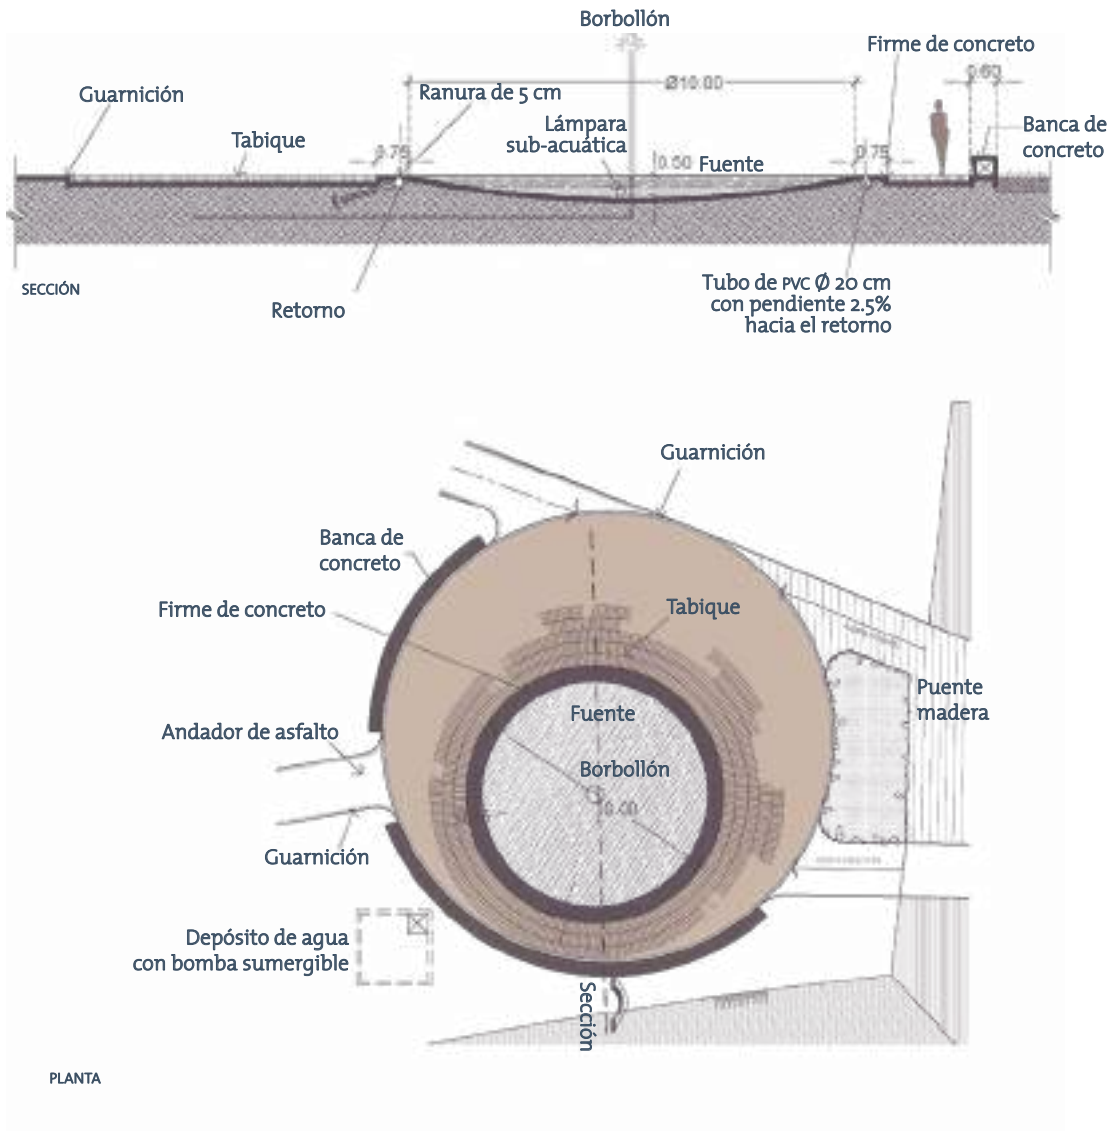 Borbollón
Firme de concreto
0.60
Guarnición
Ø10.00
Ranura de 5 cm
Lámpara
sub-acuática
Banca de
concreto
Tabique
0.75
0.50
Fuente
0.75
SECCIÓN
Retorno
Tubo de PVC Ø 20 cm
con pendiente 2.5%
hacia el retorno
Guarnición
Banca de
concreto
Firme de concreto
Tabique
Puente
madera
Fuente
Andador de asfalto
Borbollón
Guarnición
Depósito de agua
con bomba sumergible
Sección
PLANTA